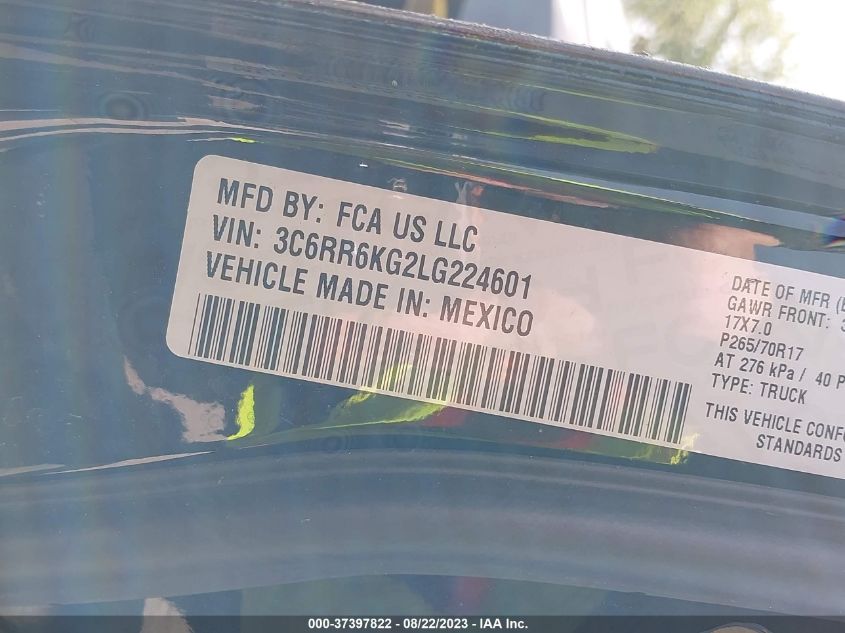 MFD BY: FCA US LLC
VIN: 3C6RR6KG2LG224601
VEHICLE MADE IN: MEXICO
DATE OF MFR
GAWR FRONT:
17X7.0
P265/70R17
AT 276 kPa / 40 P
TYPE: TRUCK
THIS VEHICLE CONF
STANDARDS
000-37397822 - 08/22/2023 - IAA Inc.